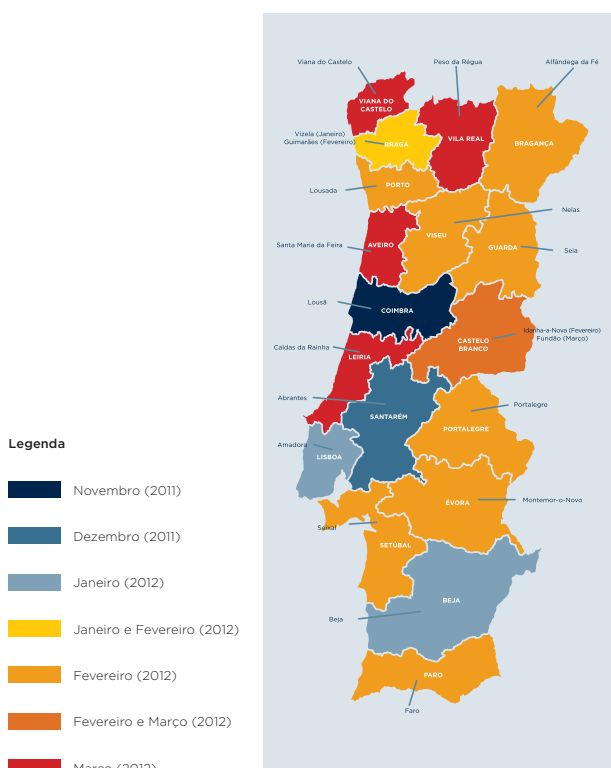 Viana do Castelo
Peso da Régua
Alfândega da Fé
VIANA DO
CASTELO
Vizela (Janeiro)
Guimarães (Fevereiro)
BRAGA
VILA REAL
BRAGANÇA
PORTO
Lousada
Nelas
VISEU
Santa Maria da Feira
AVEIRO
GUARDA
Seia
Lousã
COIMBRA
Idanha-a-Nova (Fevereiro)
Fundão (Março)
CASTELO
BRANCO
Caldas da Rainha
LEIRIA
Abrantes
SANTARÉM
Portalegre
PORTALEGRE
Amadora
LISBOA
ÉVORA
Montemor-o-Novo
Seixal
SETÚBAL
BEJA
Beja
FARO
Faro
Legenda
Novembro (2011)
Dezembro (2011)
Janeiro (2012)
Janeiro e Fevereiro (2012)
Fevereiro (2012)
Fevereiro e Março (2012)
Março (2012)